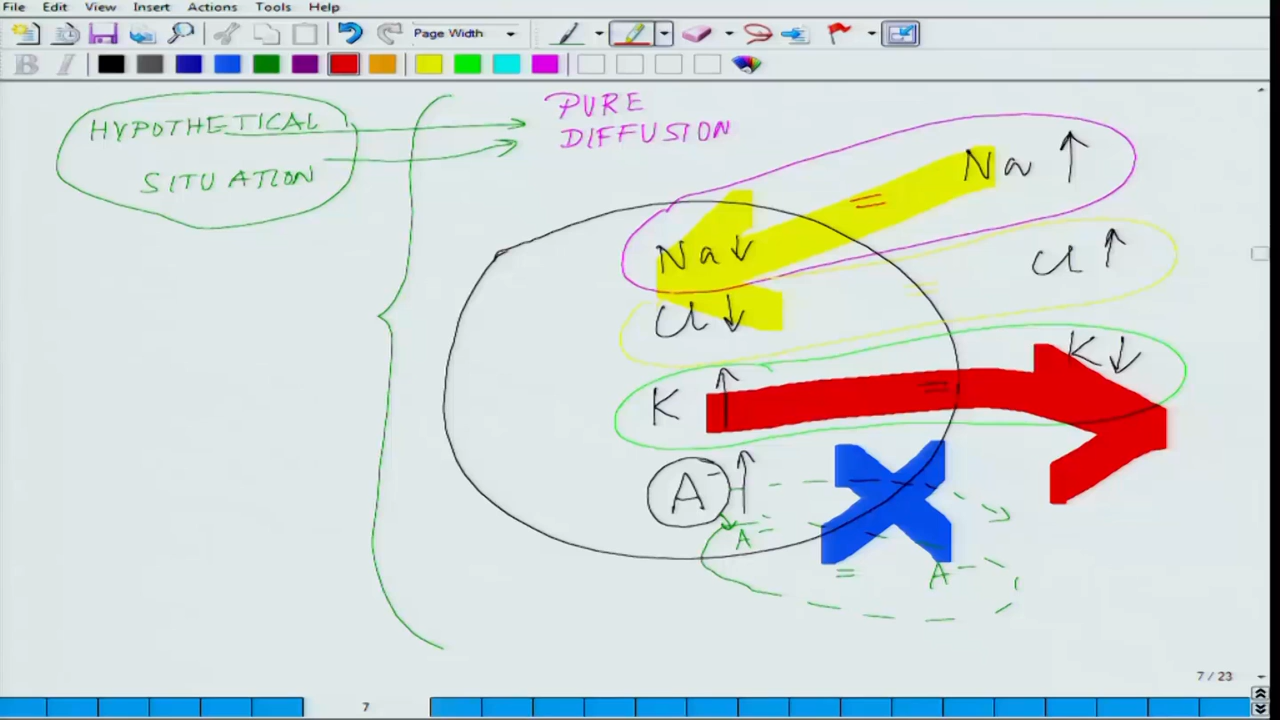 File Edit View Insert Actions Tools Help
Page Width
B I
HYPOTHETICAL
SITUATION
PURE
DIFFUSION
Na ↑
=
Na ↓
Cl ↑
=
Cl ↓
K ↓
K ↑
=
A⁻ ↑
A⁻
=
A⁻
7 / 23
7